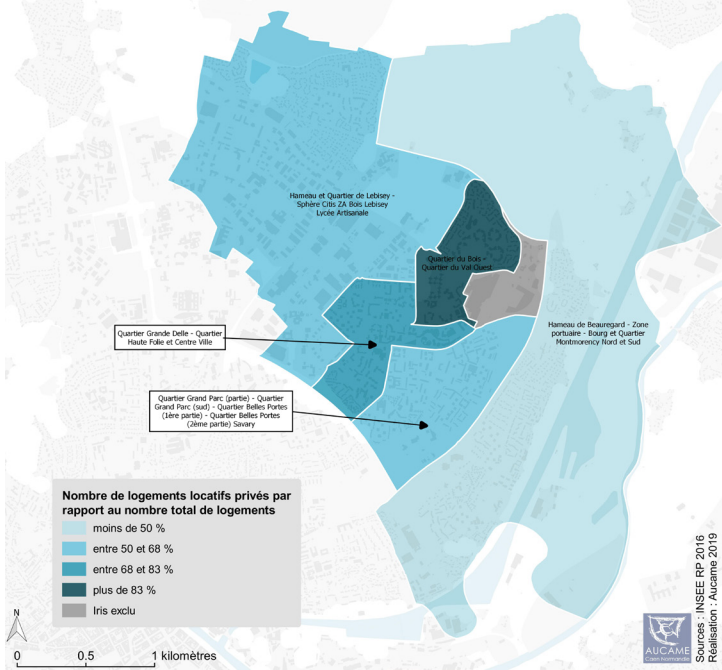 Hameau et Quartier de Lebisey -
Sphère Citis ZA Bois Lebisey
Lycée Artisanale
Quartier du Bois -
Quartier du Val Ouest
Quartier Grande Delle - Quartier
Haute Folie et Centre Ville
Hameau de Beauregard - Zone
portuaire - Bourg et Quartier
Montmorency Nord et Sud
Quartier Grand Parc (partie) - Quartier
Grand Parc (sud) - Quartier Belles Portes
(1ère partie) - Quartier Belles Portes
(2ème partie) Savary
Nombre de logements locatifs privés par
rapport au nombre total de logements
moins de 50 %
entre 50 et 68 %
entre 68 et 83 %
plus de 83 %
Iris exclu
N
0 0.5 1 kilomètres
AUCAME
Caen Normandie
Sources : INSEE RP 2016
Réalisation : Aucame 2019